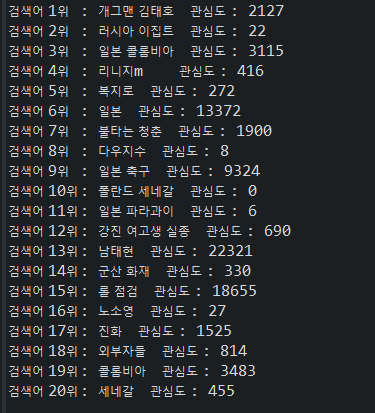 검색어 1위 : 개그맨 김태호 관심도 : 2127
검색어 2위 : 러시아 이집트 관심도 : 22
검색어 3위 : 일본 콜롬비아 관심도 : 3115
검색어 4위 : 리니지m 관심도 : 416
검색어 5위 : 복지로 관심도 : 272
검색어 6위 : 일본 관심도 : 13372
검색어 7위 : 불타는 청춘 관심도 : 1900
검색어 8위 : 다우지수 관심도 : 8
검색어 9위 : 일본 축구 관심도 : 9324
검색어 10위 : 폴란드 세네갈 관심도 : 0
검색어 11위 : 일본 파라과이 관심도 : 6
검색어 12위 : 강진 여고생 실종 관심도 : 690
검색어 13위 : 남태현 관심도 : 22321
검색어 14위 : 군산 화재 관심도 : 330
검색어 15위 : 롤 점검 관심도 : 18655
검색어 16위 : 노소영 관심도 : 27
검색어 17위 : 진화 관심도 : 1525
검색어 18위 : 외부자들 관심도 : 814
검색어 19위 : 콜롬비아 관심도 : 3483
검색어 20위 : 세네갈 관심도 : 455